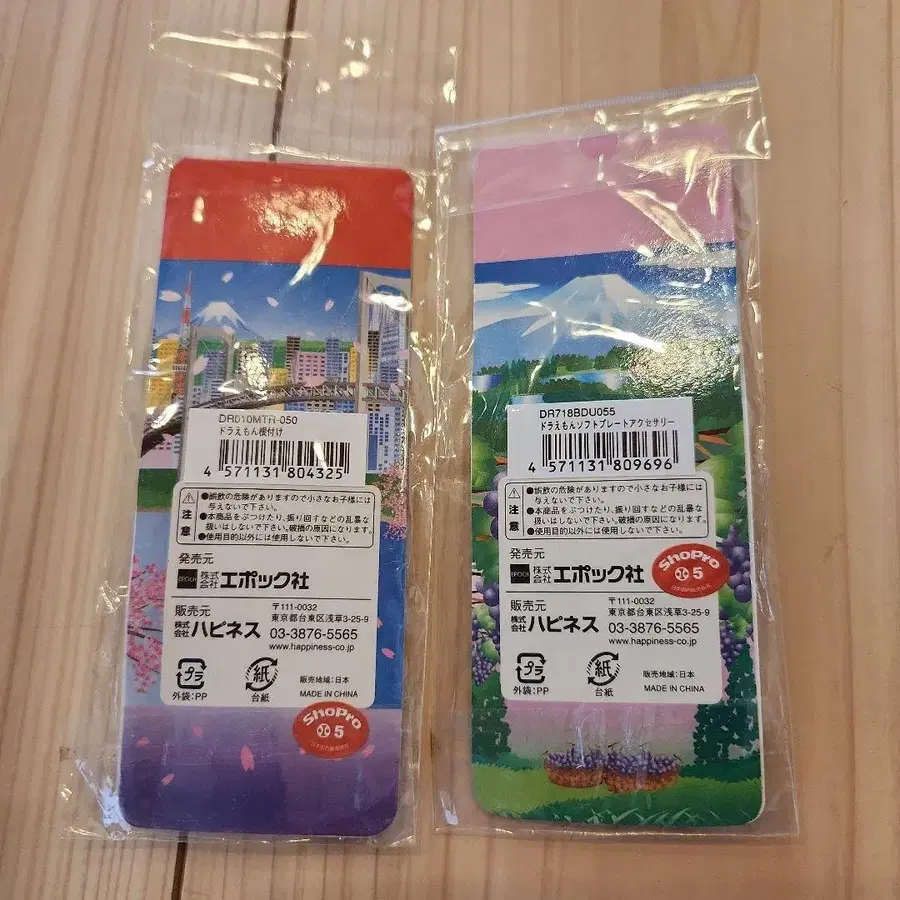 DR010MTR-050
ドラえもん根付け
4 571131 804325
注意
●誤飲の危険がありますので小さなお子様には
与えないで下さい。
●本商品をぶつけたり、振り回すなどの乱暴な
扱いはしないで下さい。破損の原因になります。
●使用目的以外には使用しないで下さい。
発売元
EPOCH 株式会社 エポック社
販売元
株式会社 ハピネス
〒111-0032
東京都台東区浅草3-25-9
03-3876-5565
www.happiness-co.jp
プラ
外袋:PP
紙
台紙
販売地域:日本
MADE IN CHINA
ShoPro
5
DR718BDU055
ドラえもんソフトプレートアクセサリー
4 571131 809696
注意
●誤飲の危険がありますので小さなお子様には
与えないで下さい。
●本商品をぶつけたり、振り回すなどの乱暴な
扱いはしないで下さい。破損の原因になります。
●使用目的以外には使用しないで下さい。
発売元
EPOCH 株式会社 エポック社
ShoPro
5
販売元
株式会社 ハピネス
〒111-0032
東京都台東区浅草3-25-9
03-3876-5565
www.happiness-co.jp
プラ
外袋:PP
紙
台紙
販売地域:日本
MADE IN CHINA